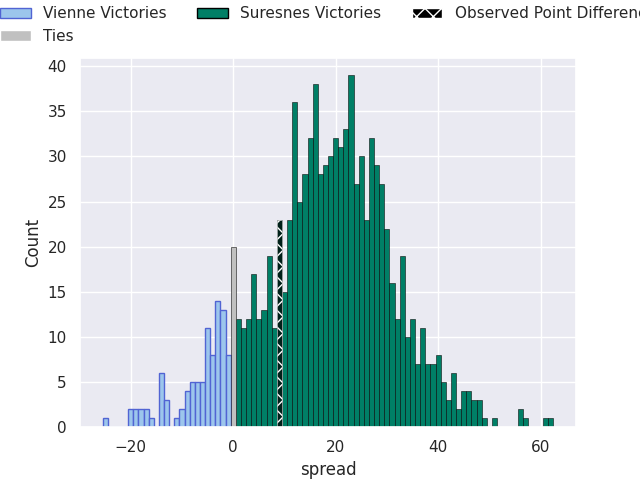 Vienne Victories
Suresnes Victories
Observed Point Differenc
Ties
40
35
30
25
20
15
10
5
0
Count
−20
0
20
40
60
spread